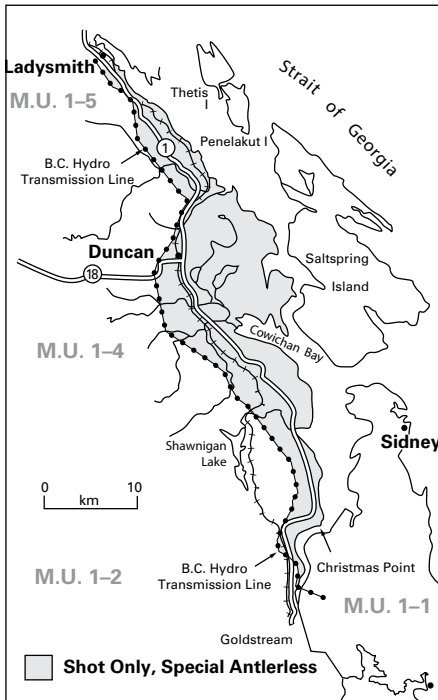 Ladysmith
M.U. 1–5
Thetis
I
Strait of Georgia
Penelakut I
1
B.C. Hydro
Transmission Line
Duncan
18
Saltspring
Island
Cowichan Bay
M.U. 1–4
Sidney
Shawnigan
Lake
0 10
km
M.U. 1–2
B.C. Hydro
Transmission Line
Christmas Point
M.U. 1–1
Goldstream
Shot Only, Special Antlerless